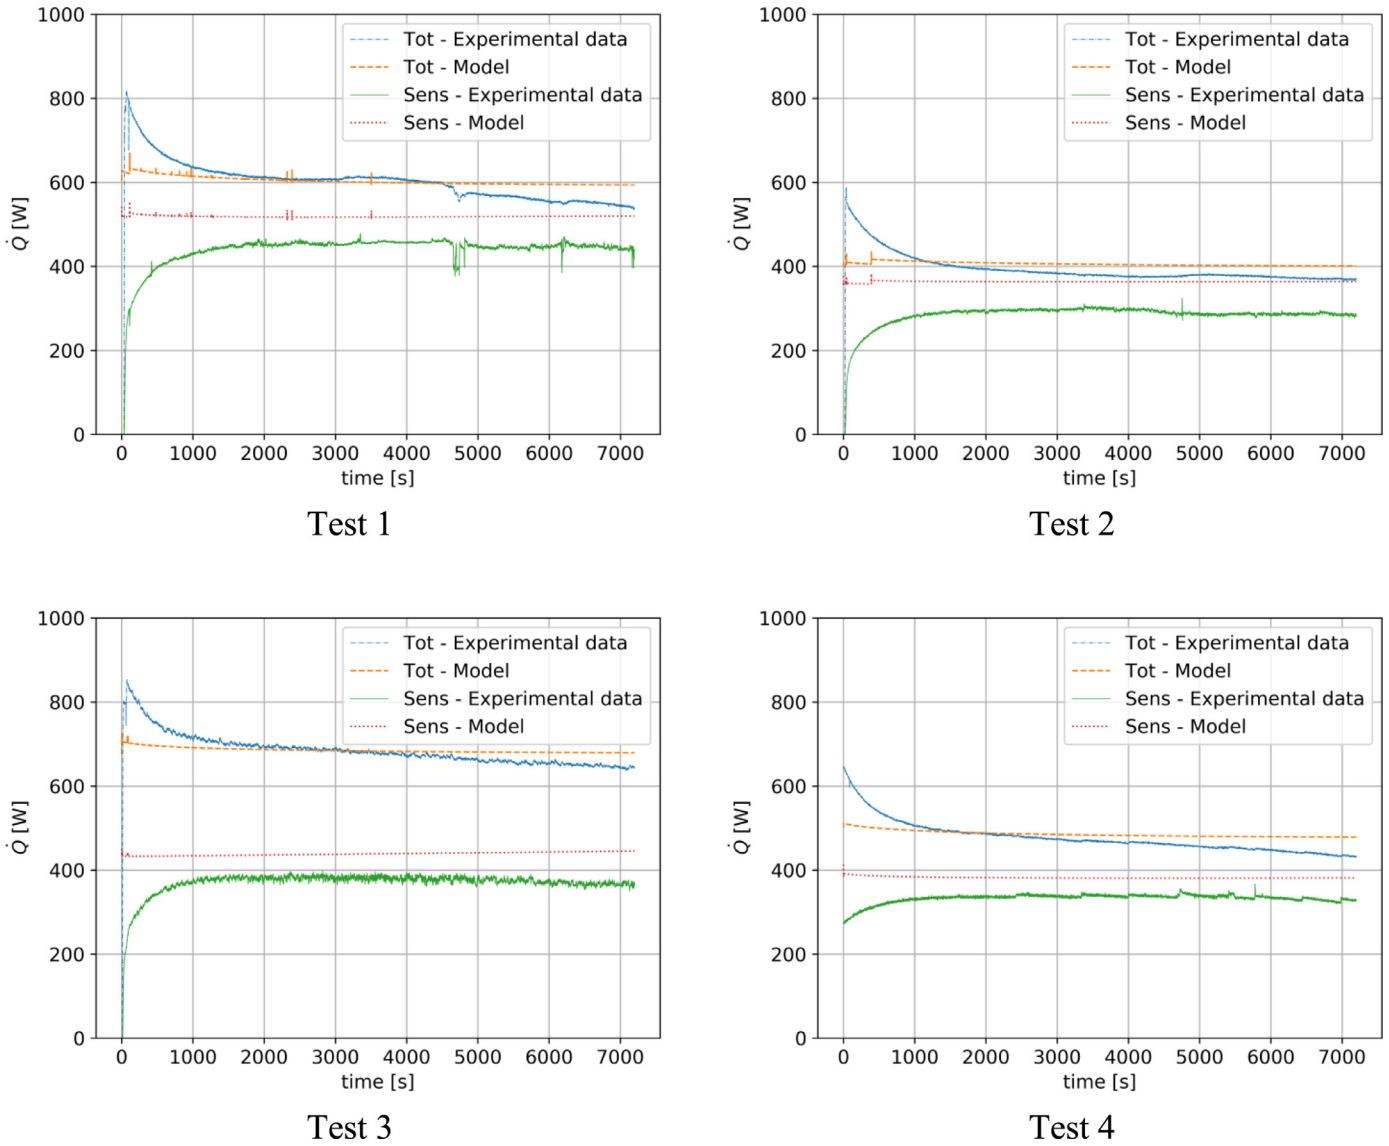 1000
800
600
400
200
0
Q̇ [W]
Tot - Experimental data
Tot - Model
Sens - Experimental data
Sens - Model
0 1000 2000 3000 4000 5000 6000 7000
time [s]
Test 1
1000
800
600
400
200
0
Q̇ [W]
Tot - Experimental data
Tot - Model
Sens - Experimental data
Sens - Model
0 1000 2000 3000 4000 5000 6000 7000
time [s]
Test 2
1000
800
600
400
200
0
Q̇ [W]
Tot - Experimental data
Tot - Model
Sens - Experimental data
Sens - Model
0 1000 2000 3000 4000 5000 6000 7000
time [s]
Test 3
1000
800
600
400
200
0
Q̇ [W]
Tot - Experimental data
Tot - Model
Sens - Experimental data
Sens - Model
0 1000 2000 3000 4000 5000 6000 7000
time [s]
Test 4